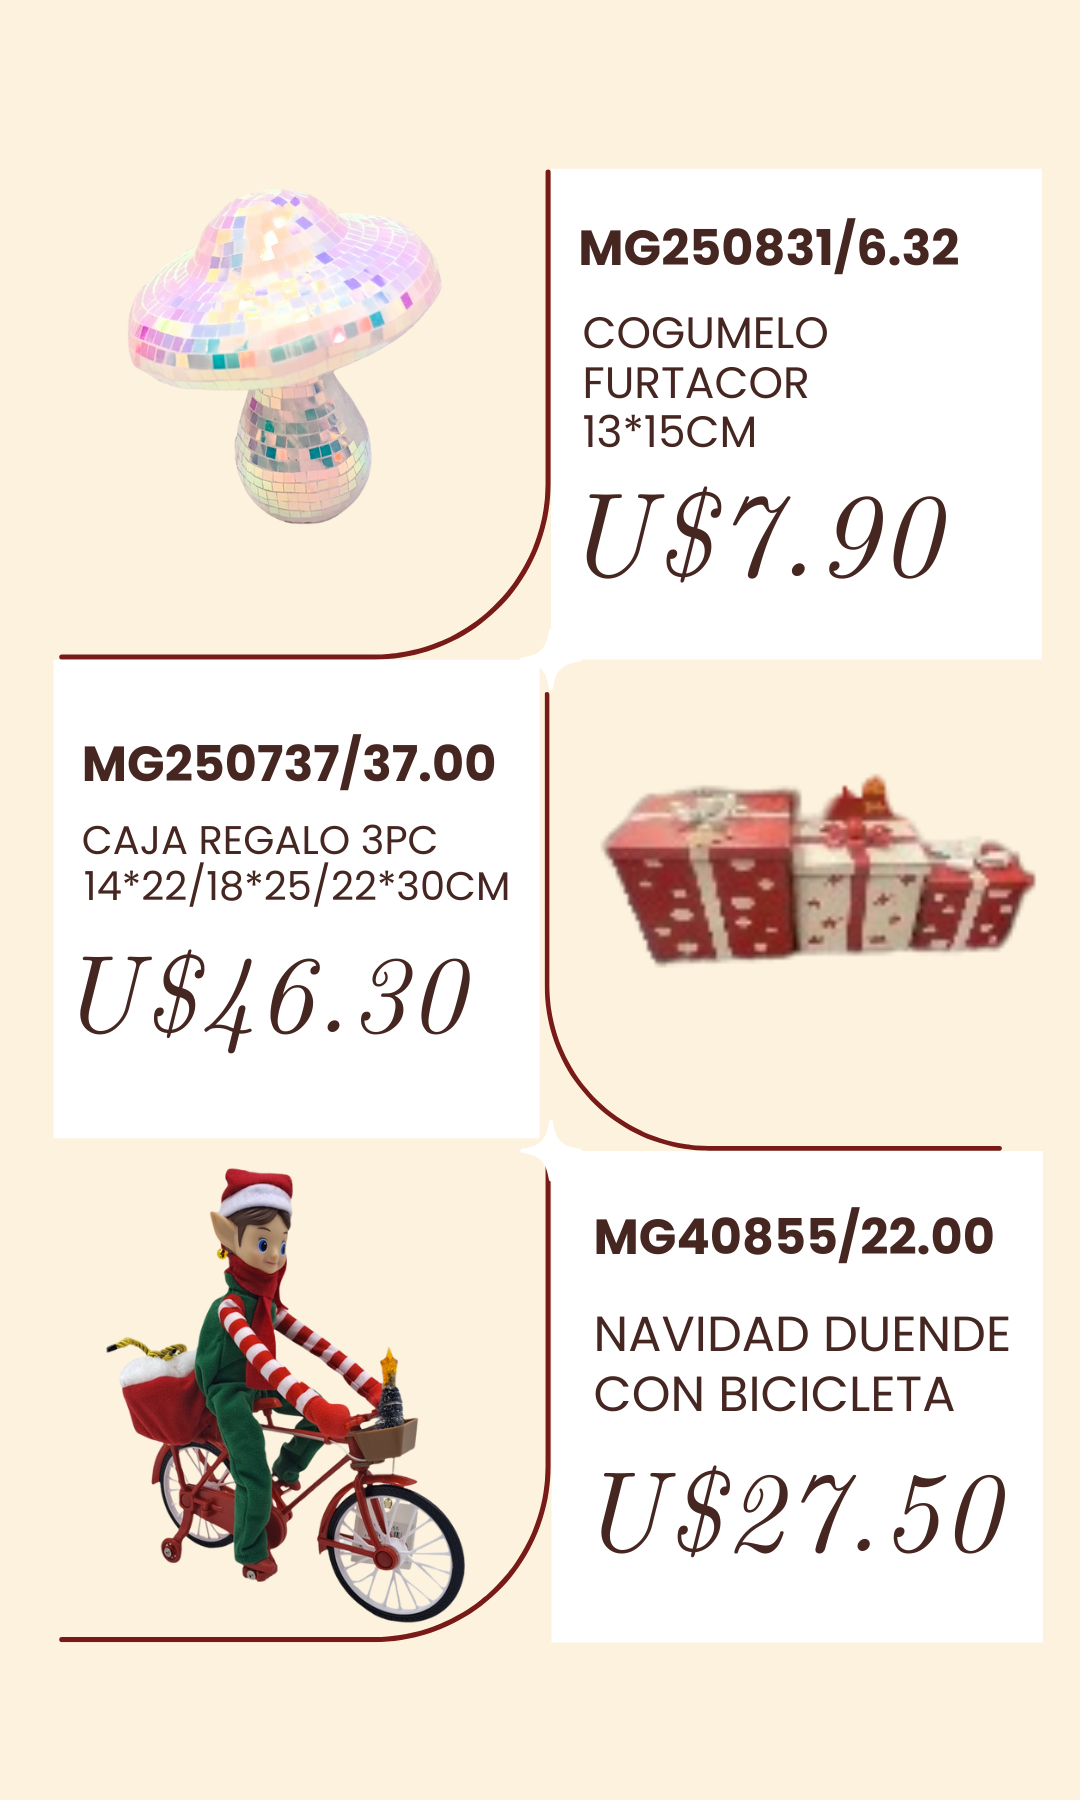 MG250831/6.32
COGUMELO
FURTACOR
13*15CM
U$7.90
MG250737/37.00
CAJA REGALO 3PC
14*22/18*25/22*30CM
U$46.30
MG40855/22.00
NAVIDAD DUENDE
CON BICICLETA
U$27.50